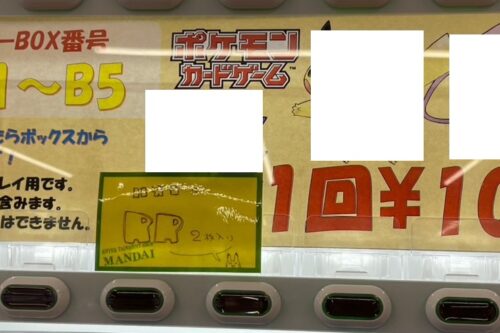 ーBOX番号
1～B5
ポケモン
カードゲーム
らボックスから
！
レイ用です。
含みます。
はできません。
RR 2枚入り
MANDAI
1回¥10